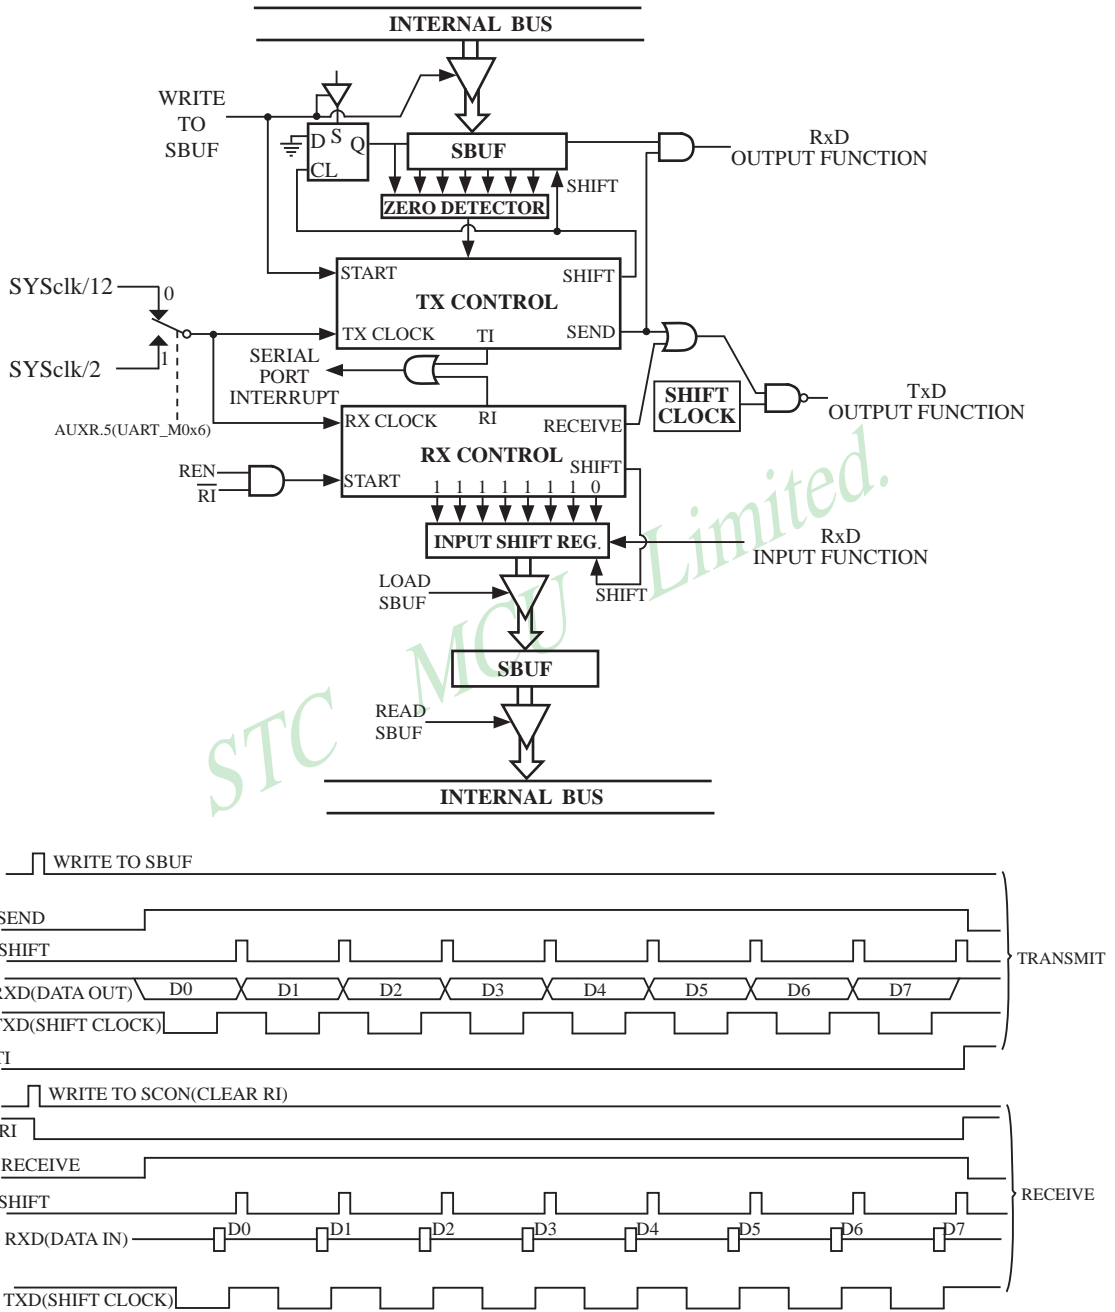 INTERNAL BUS
WRITE
TO
SBUF
D S Q
CL
SBUF
SHIFT
ZERO DETECTOR
RxD
OUTPUT FUNCTION
SYSclk/12
0
SYSclk/2
1
AUXR.5(UART_M0x6)
START
SHIFT
TX CONTROL
TX CLOCK
TI
SEND
SERIAL
PORT
INTERRUPT
SHIFT
CLOCK
TxD
OUTPUT FUNCTION
RX CLOCK
RI
RECEIVE
RX CONTROL
SHIFT
START
1 1 1 1 1 1 1 0
REN
RI
INPUT SHIFT REG.
RxD
INPUT FUNCTION
SHIFT
LOAD
SBUF
SBUF
READ
SBUF
INTERNAL BUS
STC MCU Limited.
WRITE TO SBUF
SEND
SHIFT
RXD(DATA OUT) D0 D1 D2 D3 D4 D5 D6 D7
TXD(SHIFT CLOCK)
TI
TRANSMIT
WRITE TO SCON(CLEAR RI)
RI
RECEIVE
SHIFT
RXD(DATA IN) D0 D1 D2 D3 D4 D5 D6 D7
TXD(SHIFT CLOCK)
RECEIVE